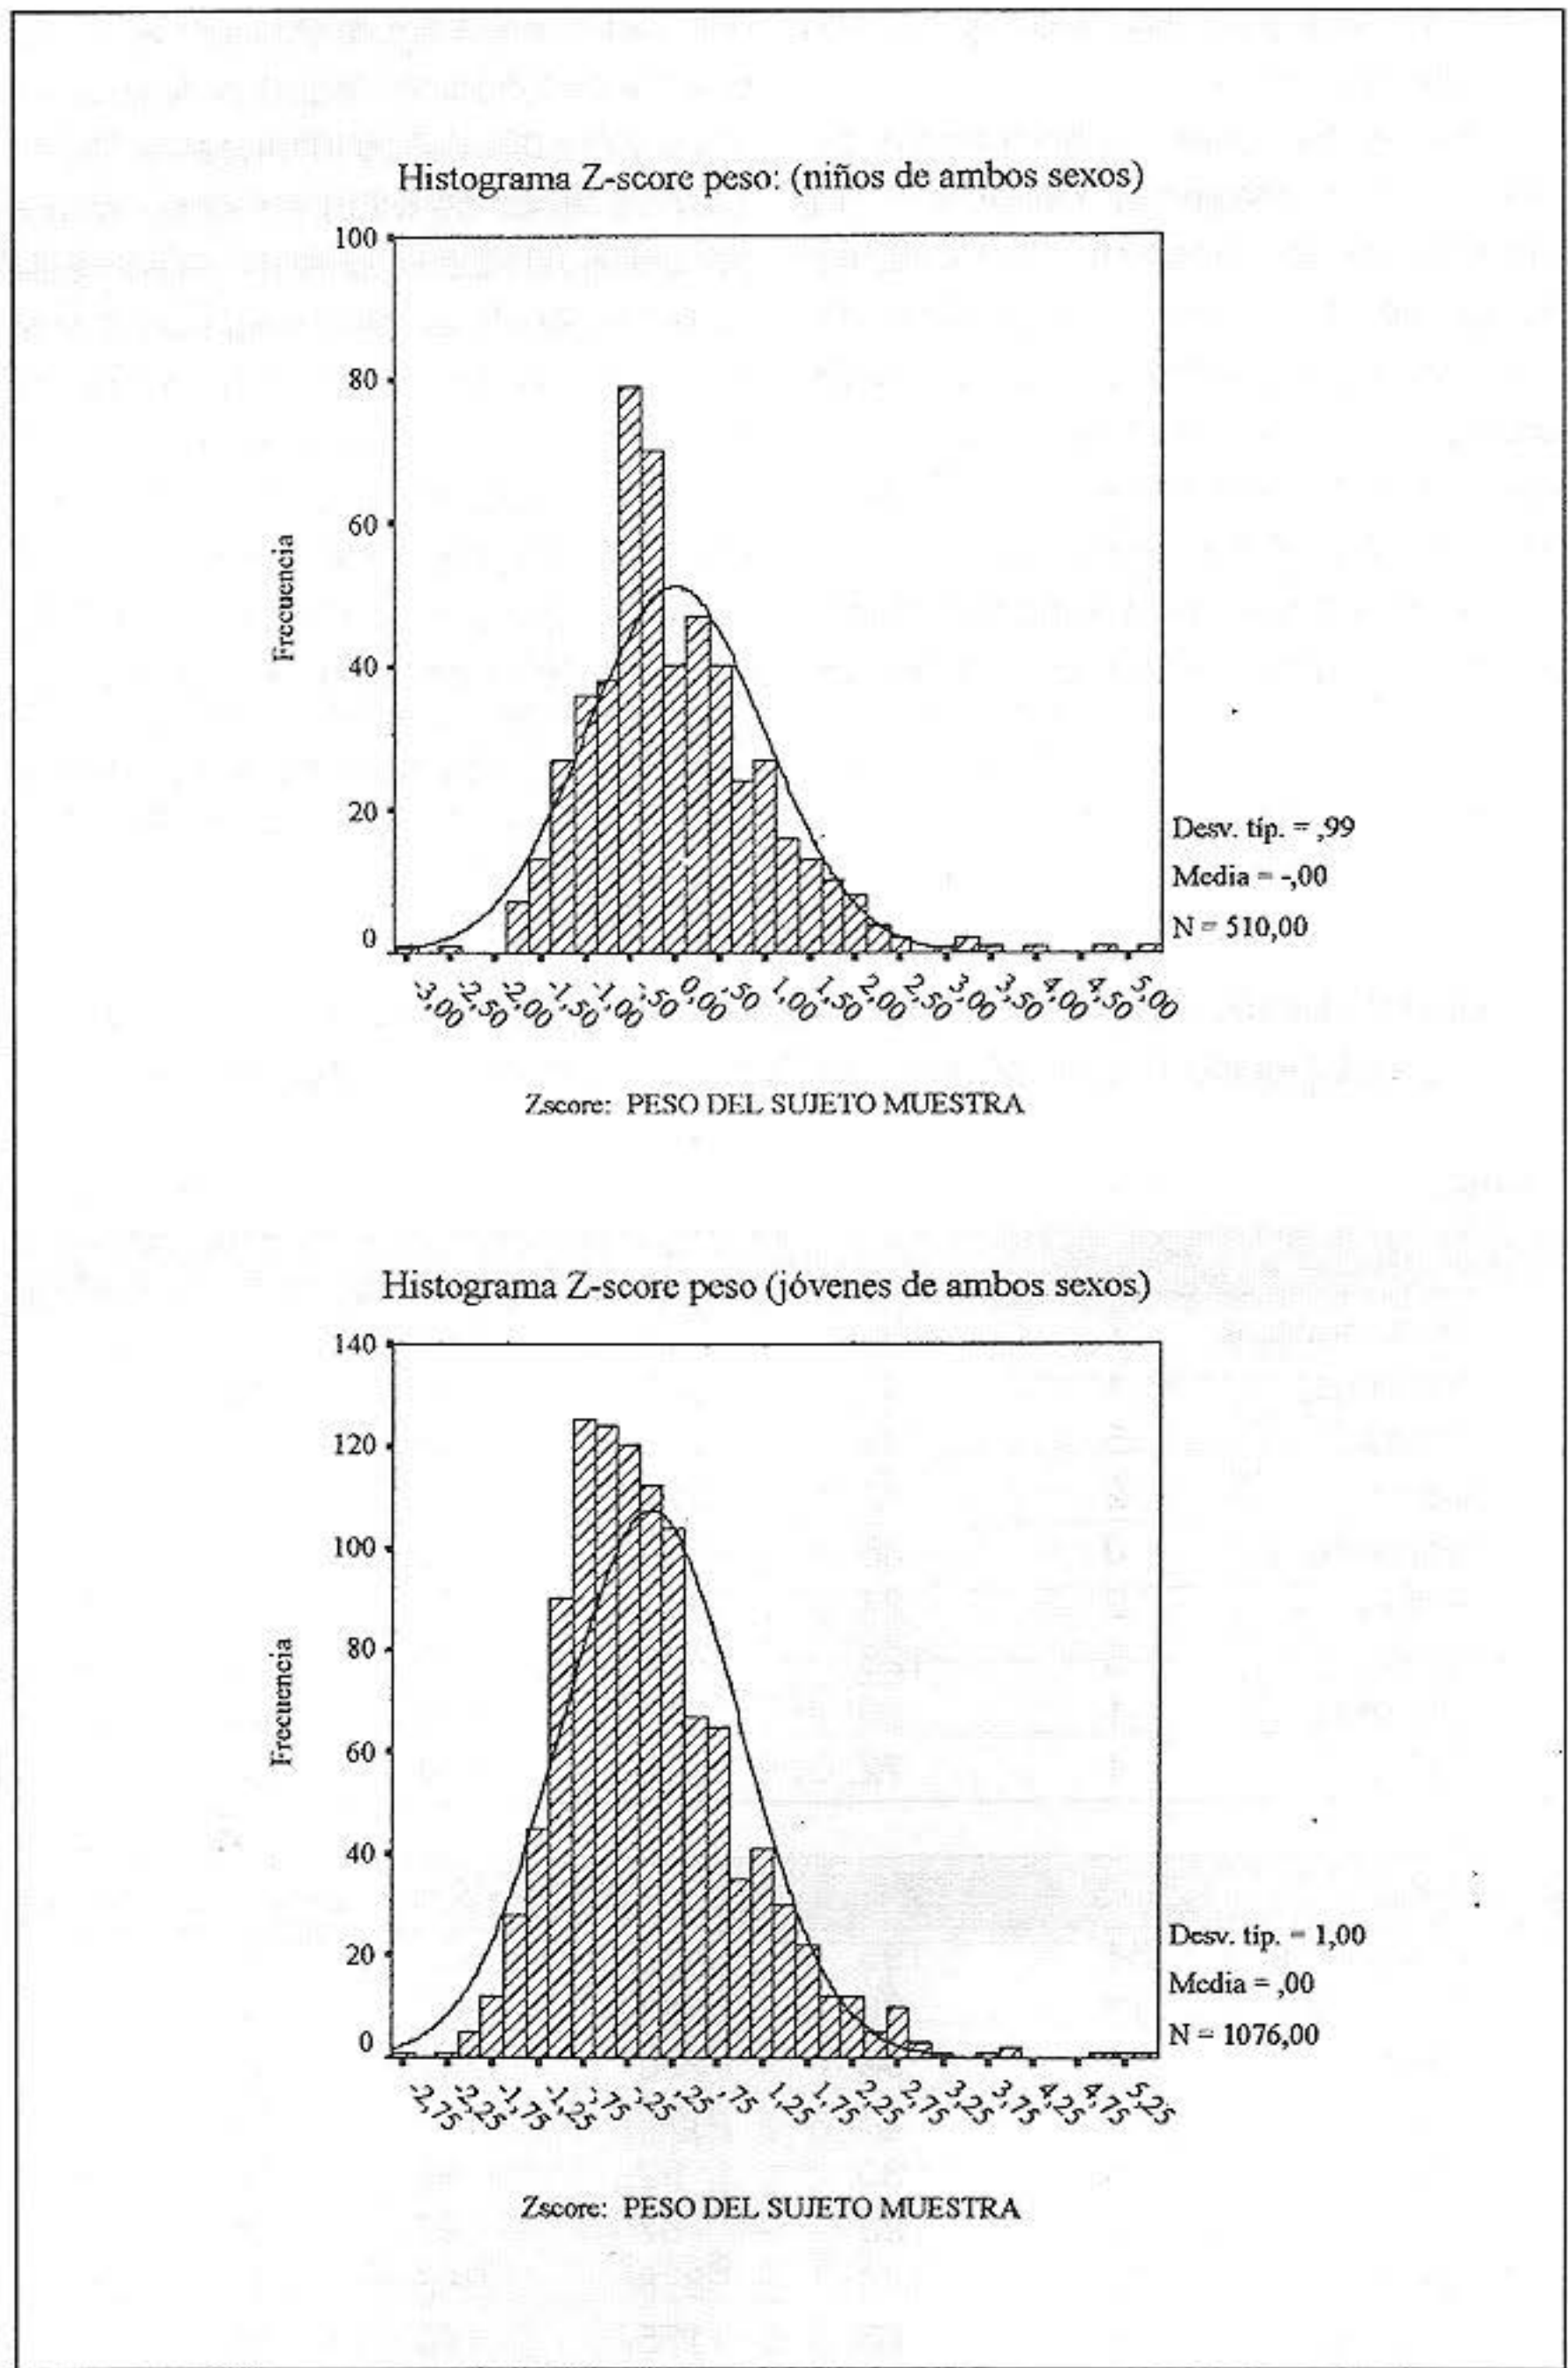 Histograma Z-score peso: (niños de ambos sexos)
100
80
60
40
20
0
Frecuencia
Desv. típ. = ,99
Media = -,00
N = 510,00
-3,00 -2,50 -2,00 -1,50 -1,00 -,50 0,00 ,50 1,00 1,50 2,00 2,50 3,00 3,50 4,00 4,50 5,00
Zscore: PESO DEL SUJETO MUESTRA
Histograma Z-score peso (jóvenes de ambos sexos)
140
120
100
80
60
40
20
0
Frecuencia
Desv. típ. = 1,00
Media = ,00
N = 1076,00
-2,75 -2,25 -1,75 -1,25 -,75 -,25 ,25 ,75 1,25 1,75 2,25 2,75 3,25 3,75 4,25 4,75 5,25
Zscore: PESO DEL SUJETO MUESTRA